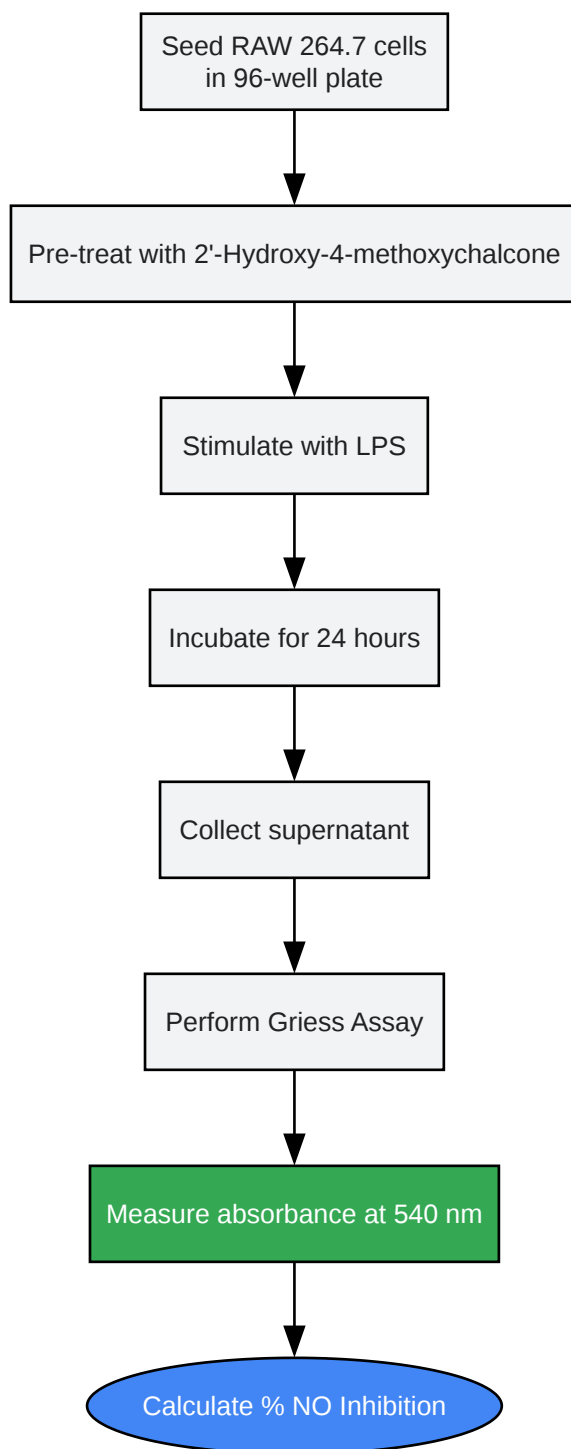 Seed RAW 264.7 cells
in 96-well plate
Pre-treat with 2'-Hydroxy-4-methoxychalcone
Stimulate with LPS
Incubate for 24 hours
Collect supernatant
Perform Griess Assay
Measure absorbance at 540 nm
Calculate % NO Inhibition